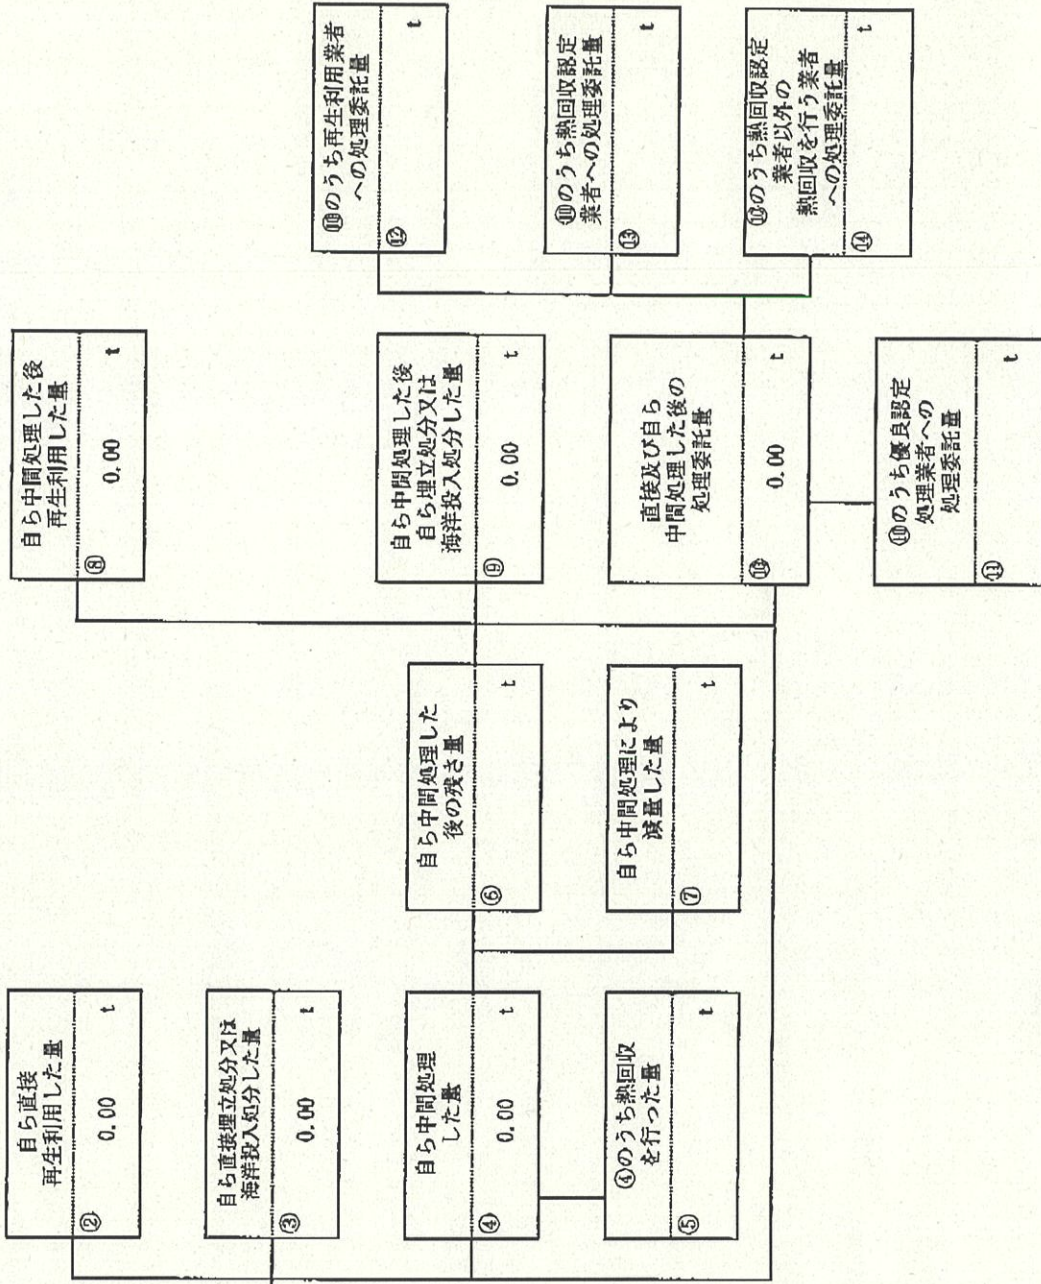 自ら直接
再生利用した量
② 0.00 t
自ら直接埋立処分又は
海洋投入処分した量
③ 0.00 t
自ら中間処理
した量
④ 0.00 t
④のうち熱回収
を行った量
⑤ t
自ら中間処理した
後の残さ量
⑥ t
自ら中間処理により
減量した量
⑦ t
自ら中間処理した後
再生利用した量
⑧ 0.00 t
自ら中間処理した後
自ら埋立処分又は
海洋投入処分した量
⑨ 0.00 t
直接及び自ら
中間処理した後の
処理委託量
⑩ 0.00 t
⑩のうち優良認定
処理業者への
処理委託量
⑪ t
⑩のうち再生利用業者
への処理委託量
⑫ t
⑩のうち熱回収認定
業者への処理委託量
⑬ t
⑩のうち熱回収認定
業者以外の
熱回収を行う業者
への処理委託量
⑭ t